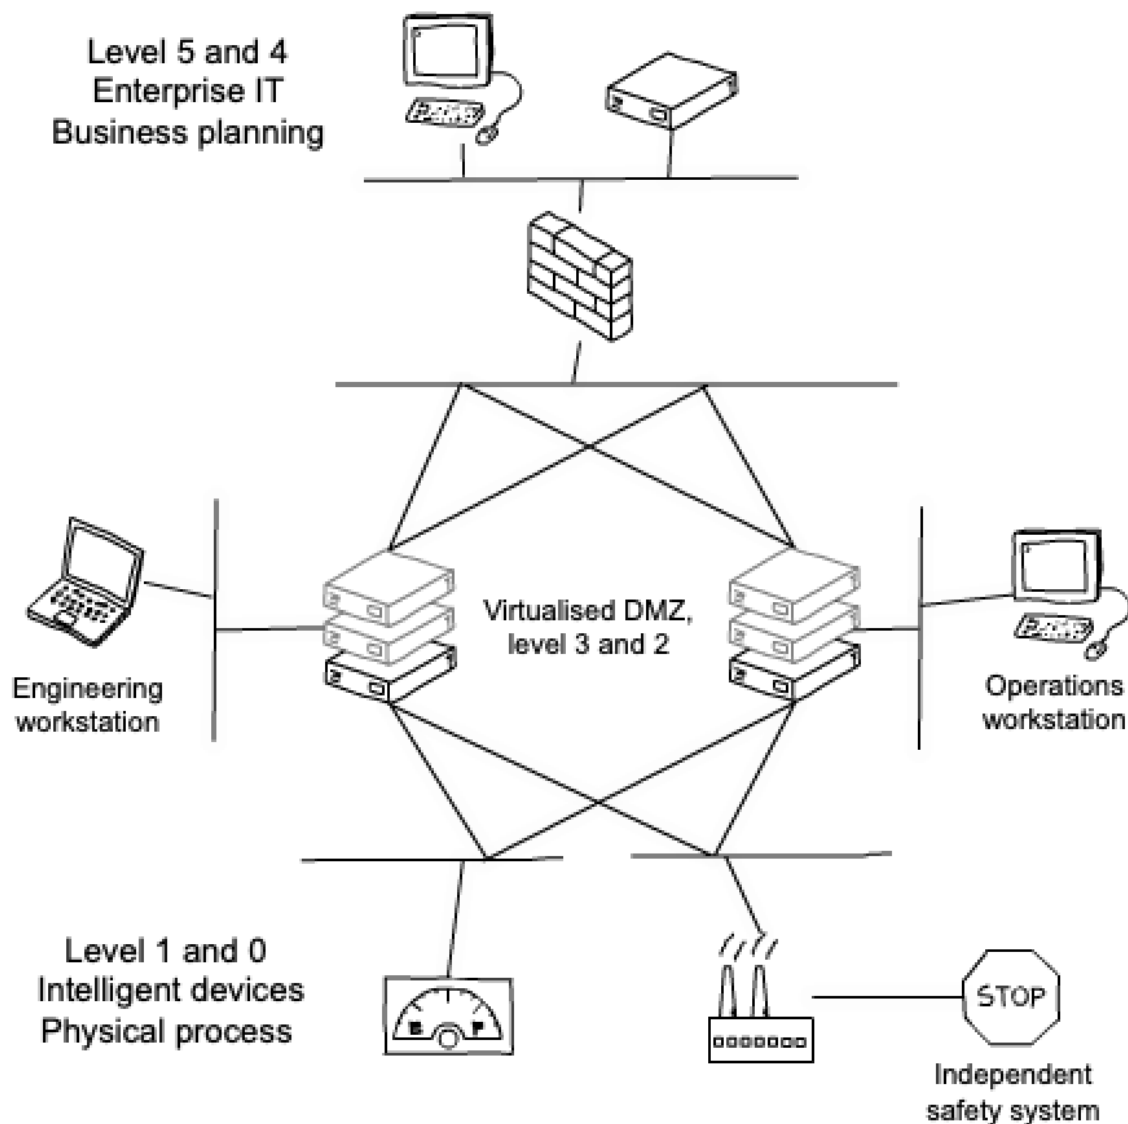 Level 5 and 4
Enterprise IT
Business planning
Virtualised DMZ,
level 3 and 2
Engineering
workstation
Operations
workstation
Level 1 and 0
Intelligent devices
Physical process
E F
STOP
Independent
safety system